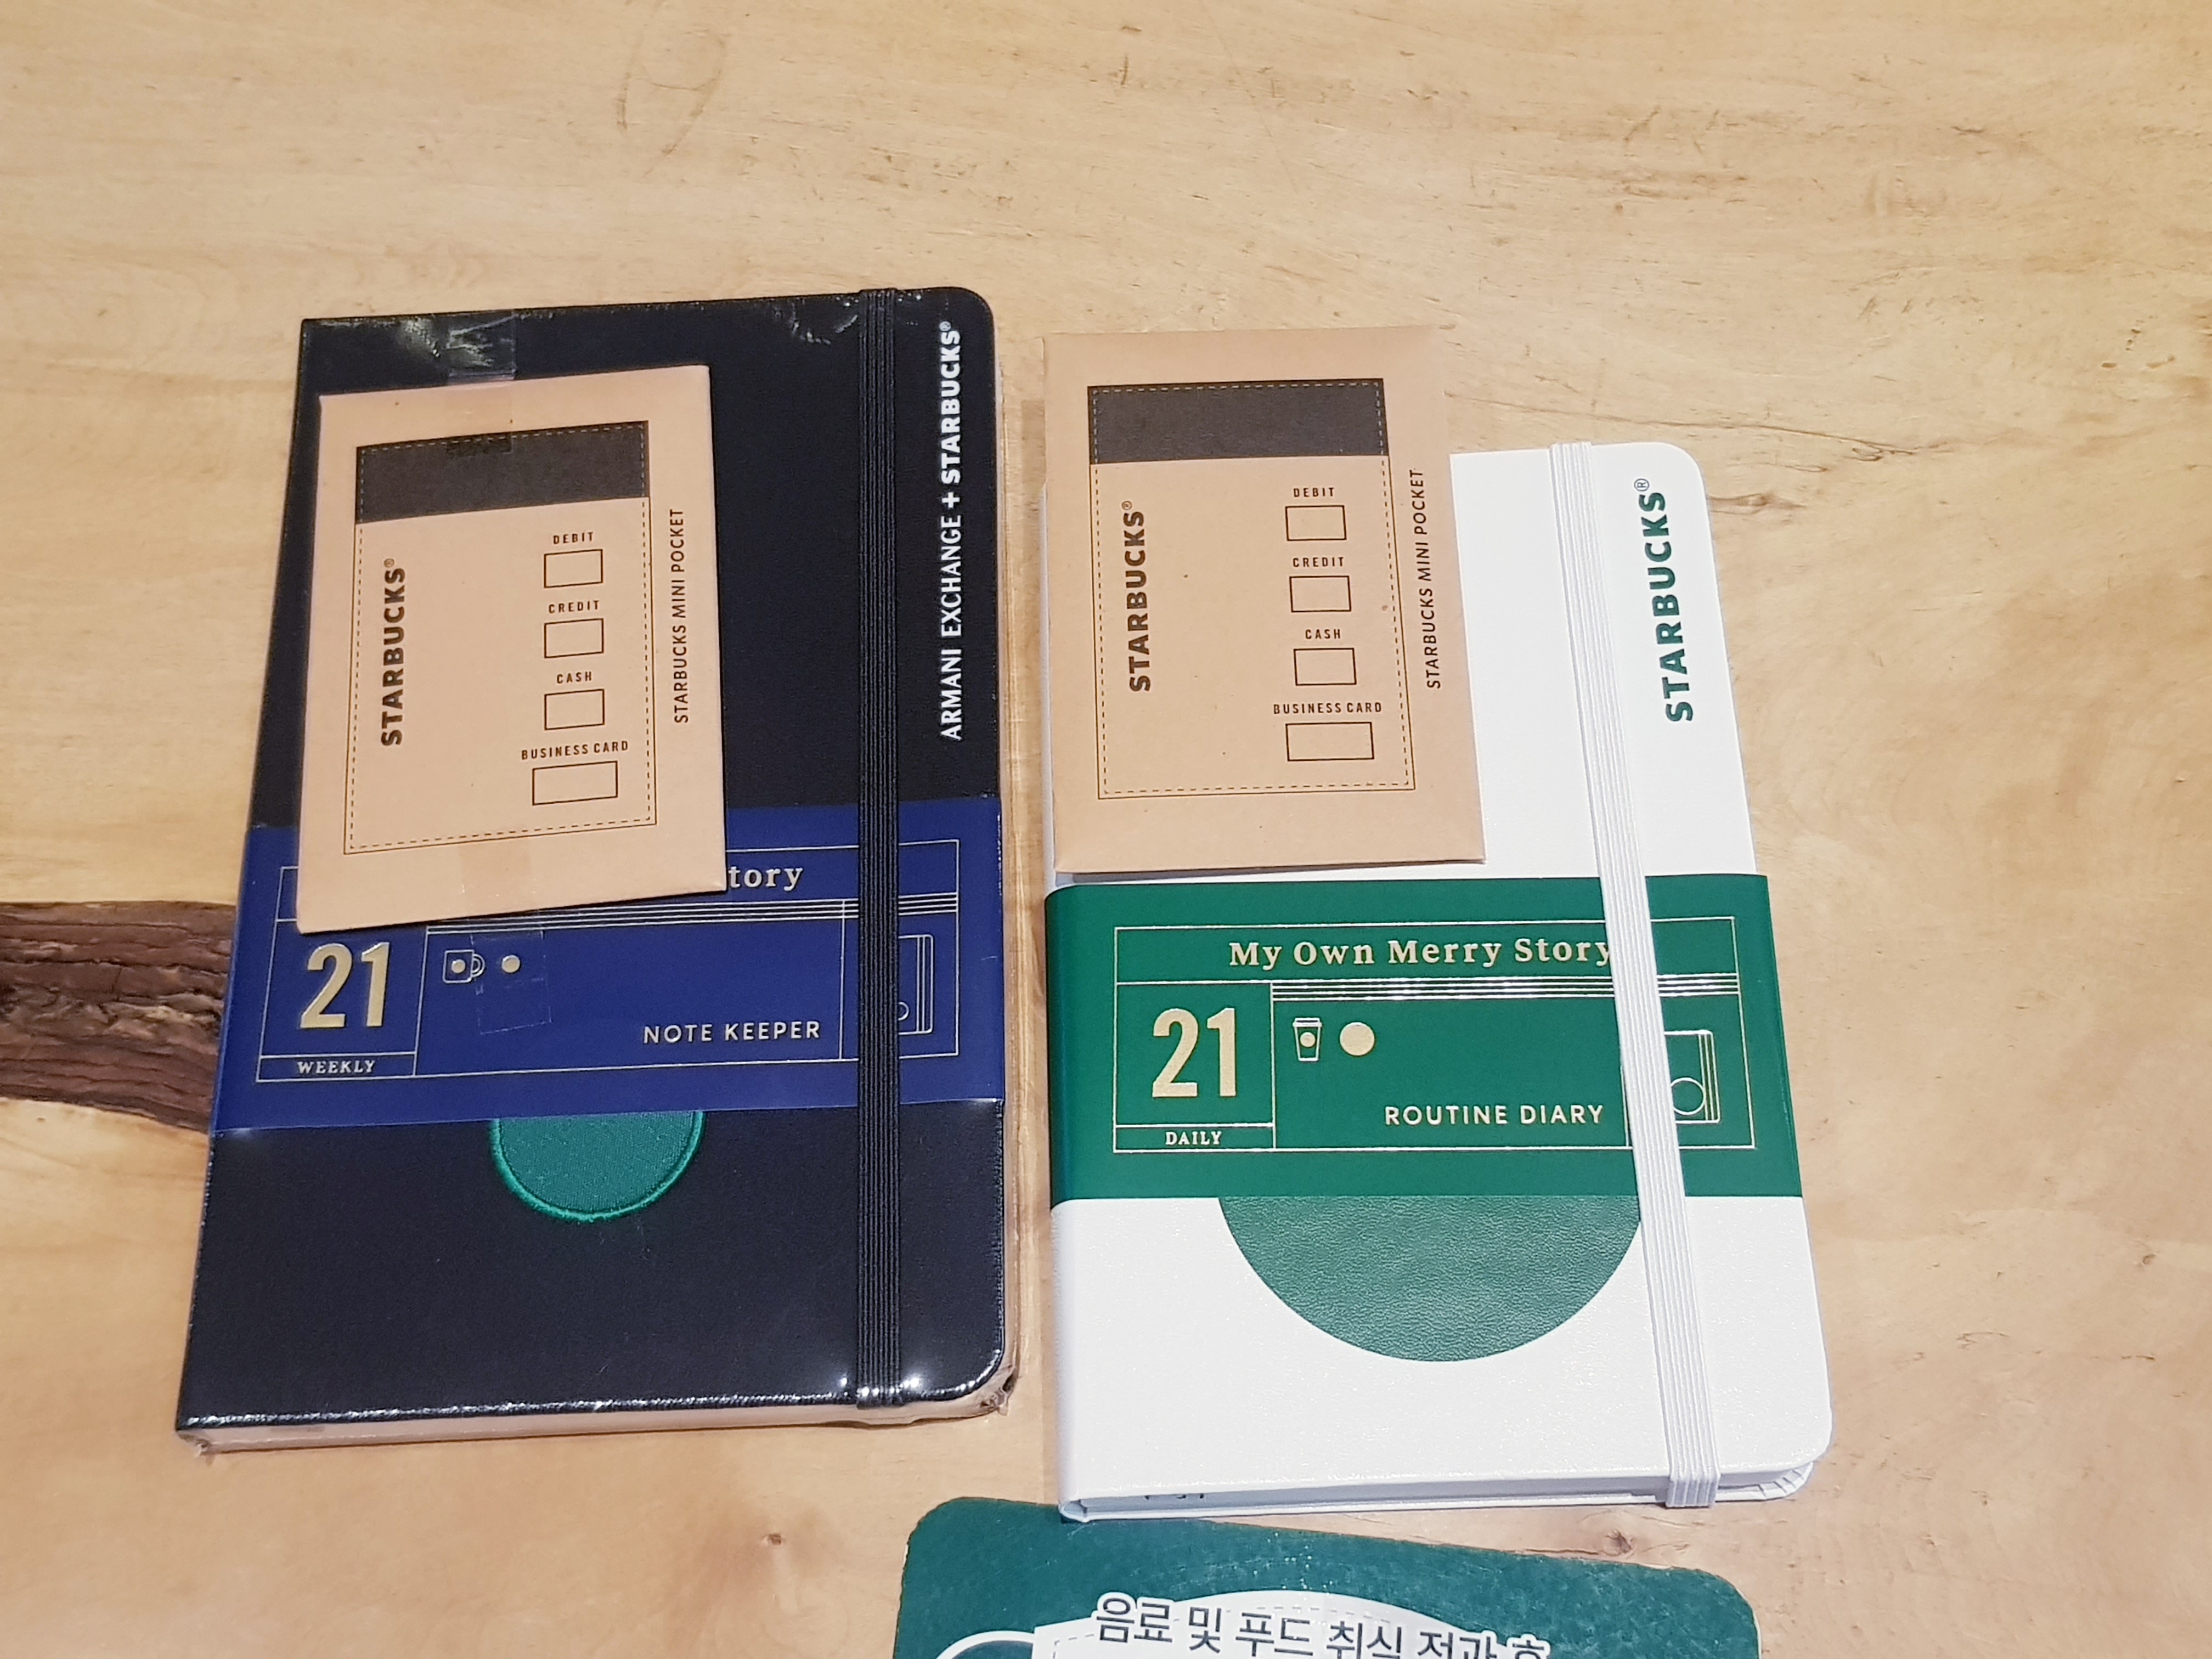 ARMANI EXCHANGE + STARBUCKS®
STARBUCKS®
DEBIT
CREDIT
CASH
BUSINESS CARD
STARBUCKS MINI POCKET
21
WEEKLY
NOTE KEEPER
STARBUCKS®
DEBIT
CREDIT
CASH
BUSINESS CARD
STARBUCKS MINI POCKET
STARBUCKS®
My Own Merry Story
21
DAILY
ROUTINE DIARY
음료 및 푸드 취식 전과 후